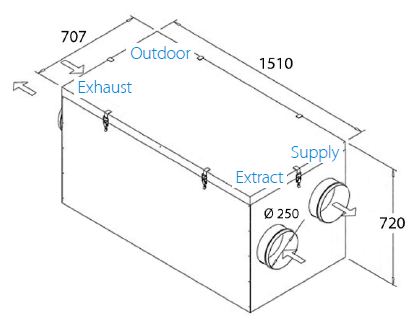 707
Outdoor
1510
Exhaust
Supply
Extract
Ø 250
720